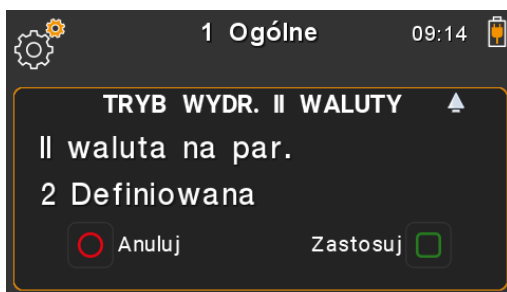 1 Ogólne 09:14
TRYB WYDR. II WALUTY
II waluta na par.
2 Definiowana
Anuluj Zastosuj